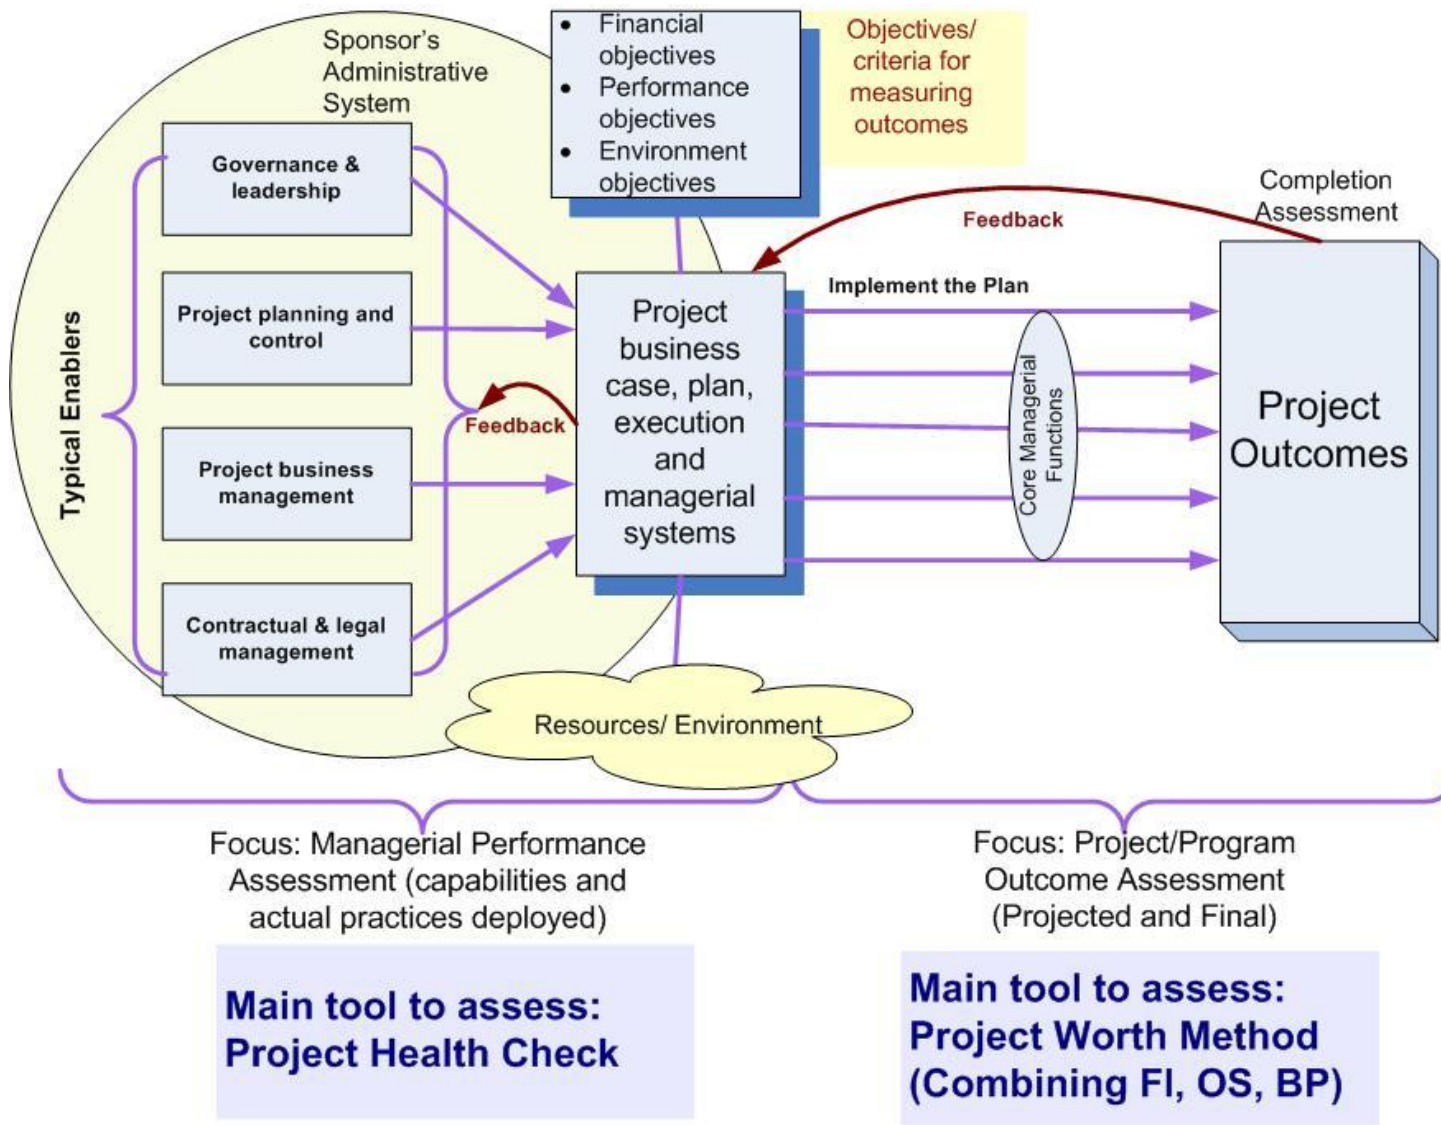 Sponsor's
Administrative
System
• Financial
objectives
• Performance
objectives
• Environment
objectives
Objectives/
criteria for
measuring
outcomes
Typical Enablers
Governance &
leadership
Project planning and
control
Project business
management
Contractual & legal
management
Feedback
Project
business
case, plan,
execution
and
managerial
systems
Feedback
Implement the Plan
Core Managerial
Functions
Completion
Assessment
Project
Outcomes
Resources/ Environment
Focus: Managerial Performance
Assessment (capabilities and
actual practices deployed)
Main tool to assess:
Project Health Check
Focus: Project/Program
Outcome Assessment
(Projected and Final)
Main tool to assess:
Project Worth Method
(Combining FI, OS, BP)